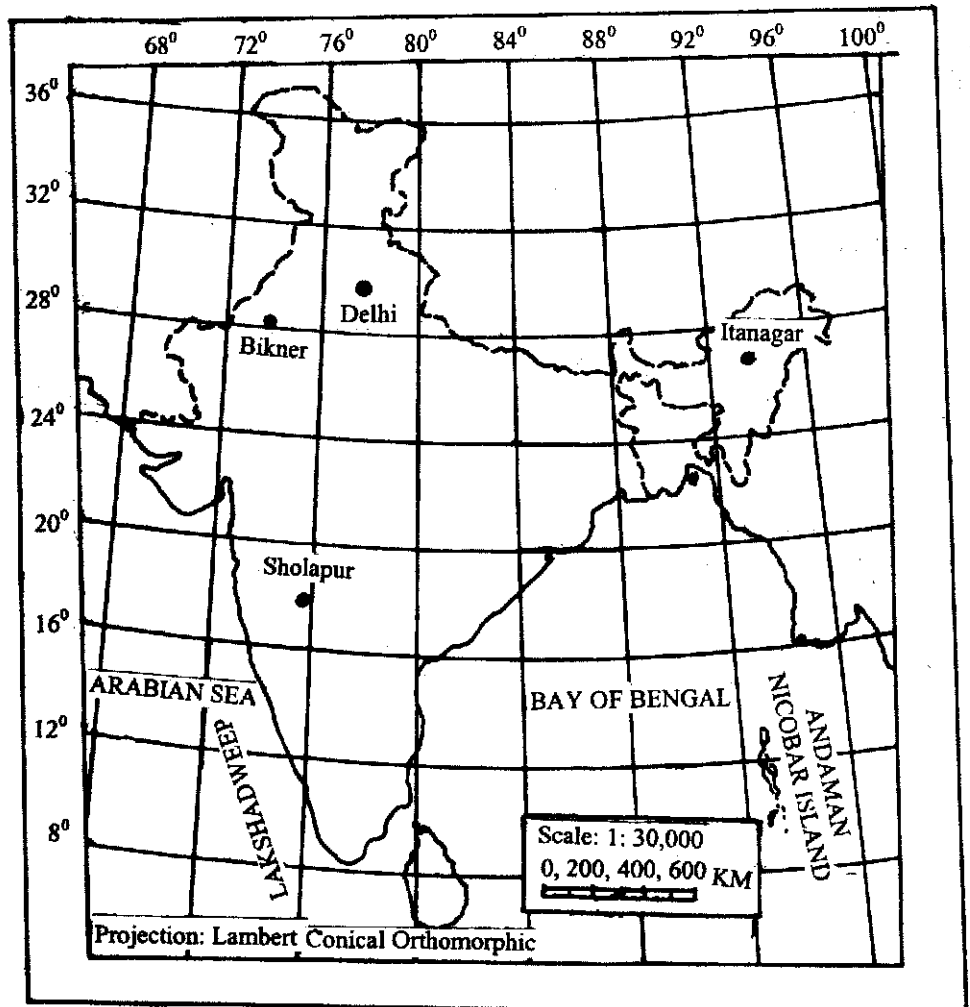 68⁰ 72⁰ 76⁰ 80⁰ 84⁰ 88⁰ 92⁰ 96⁰ 100⁰
36⁰
32⁰
28⁰
Delhi
Itanagar
Bikner
24⁰
20⁰
Sholapur
16⁰
ARABIAN SEA
BAY OF BENGAL
ANDAMAN
NICOBAR ISLAND
12⁰
LAKSHADWEEP
8⁰
Scale: 1: 30,000
0, 200, 400, 600 KM
Projection: Lambert Conical Orthomorphic